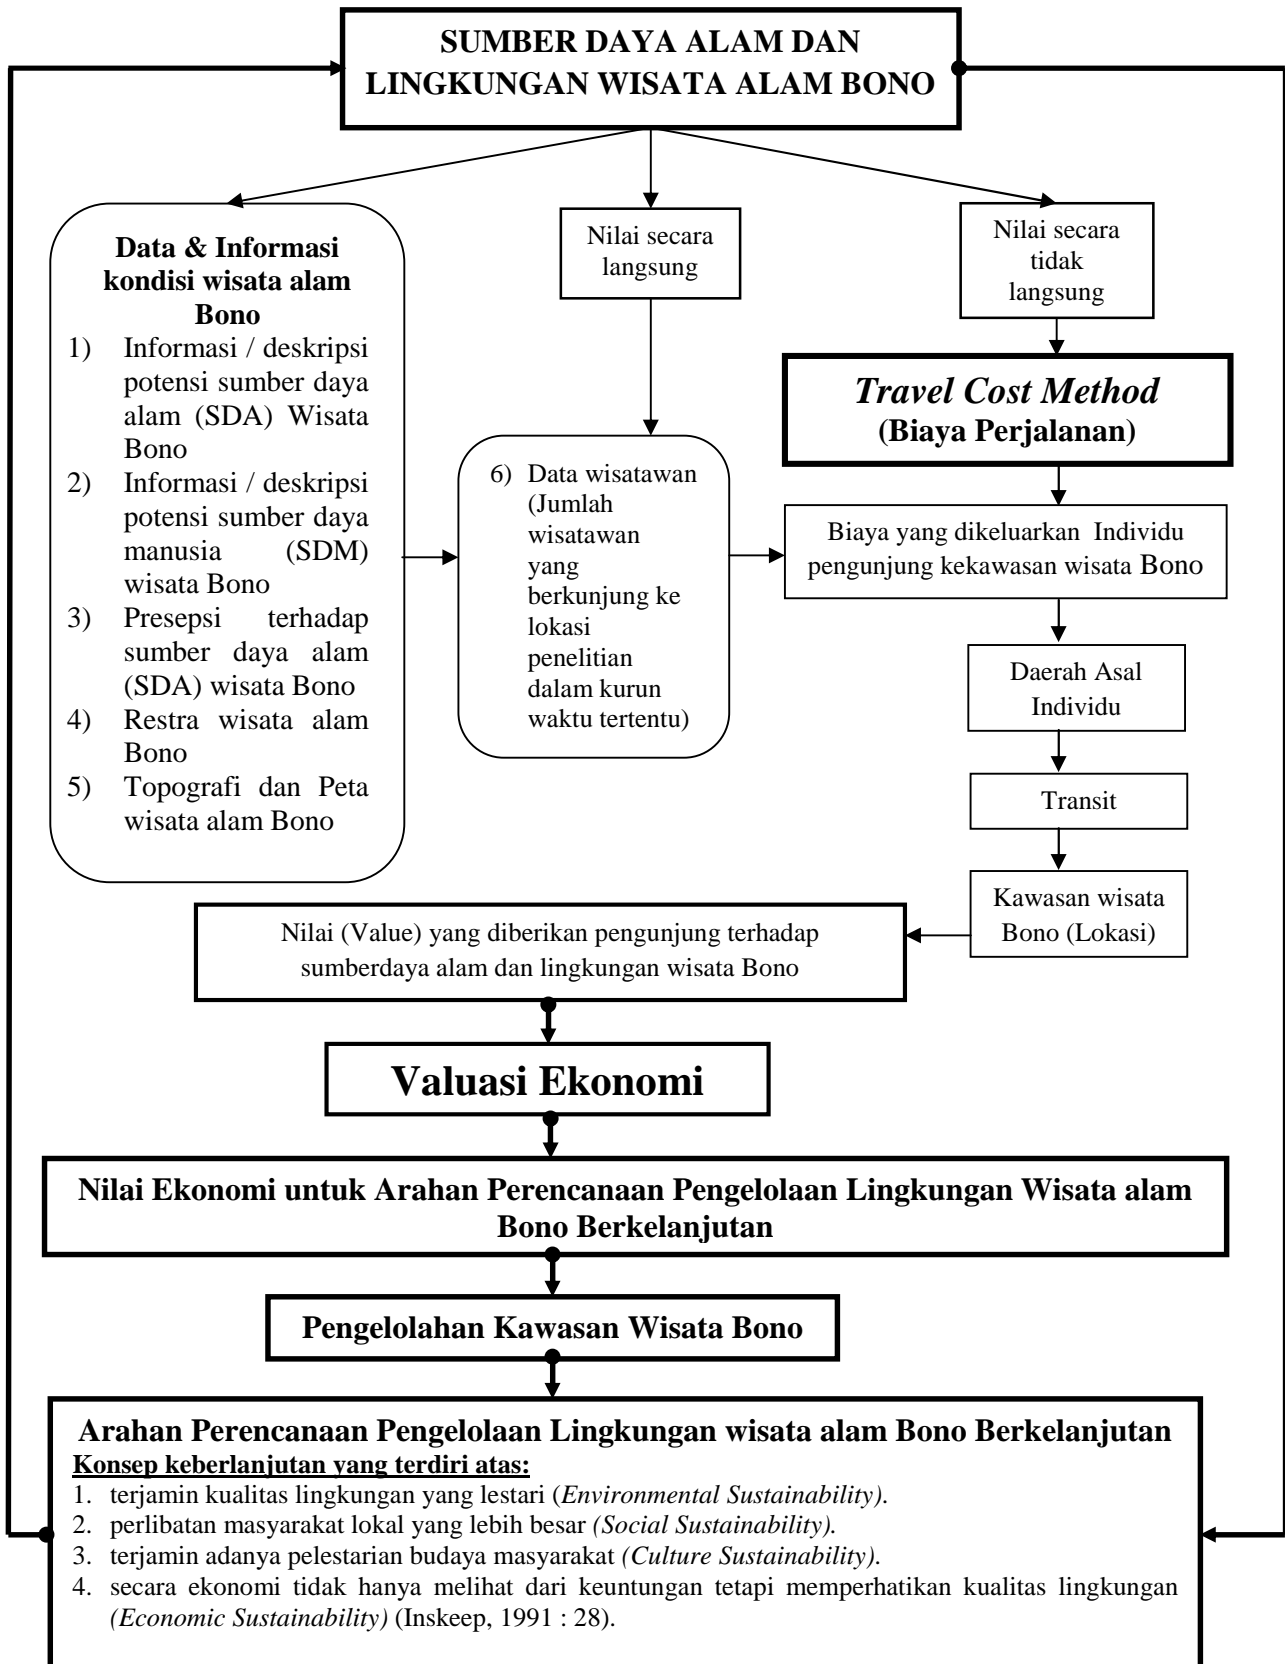 SUMBER DAYA ALAM DAN
LINGKUNGAN WISATA ALAM BONO
Data & Informasi
kondisi wisata alam
Bono
1) Informasi / deskripsi
potensi sumber daya
alam (SDA) Wisata
Bono
2) Informasi / deskripsi
potensi sumber daya
manusia (SDM)
wisata Bono
3) Presepsi terhadap
sumber daya alam
(SDA) wisata Bono
4) Restra wisata alam
Bono
5) Topografi dan Peta
wisata alam Bono
Nilai secara
langsung
6) Data wisatawan
(Jumlah
wisatawan
yang
berkunjung ke
lokasi
penelitian
dalam kurun
waktu tertentu)
Nilai secara
tidak
langsung
Travel Cost Method
(Biaya Perjalanan)
Biaya yang dikeluarkan Individu
pengunjung kekawasan wisata Bono
Daerah Asal
Individu
Transit
Kawasan wisata
Bono (Lokasi)
Nilai (Value) yang diberikan pengunjung terhadap
sumberdaya alam dan lingkungan wisata Bono
Valuasi Ekonomi
Nilai Ekonomi untuk Arahan Perencanaan Pengelolaan Lingkungan Wisata alam
Bono Berkelanjutan
Pengelolahan Kawasan Wisata Bono
Arahan Perencanaan Pengelolaan Lingkungan wisata alam Bono Berkelanjutan
Konsep keberlanjutan yang terdiri atas:
1. terjamin kualitas lingkungan yang lestari (Environmental Sustainability).
2. perlibatan masyarakat lokal yang lebih besar (Social Sustainability).
3. terjamin adanya pelestarian budaya masyarakat (Culture Sustainability).
4. secara ekonomi tidak hanya melihat dari keuntungan tetapi memperhatikan kualitas lingkungan
(Economic Sustainability) (Inskeep, 1991 : 28).